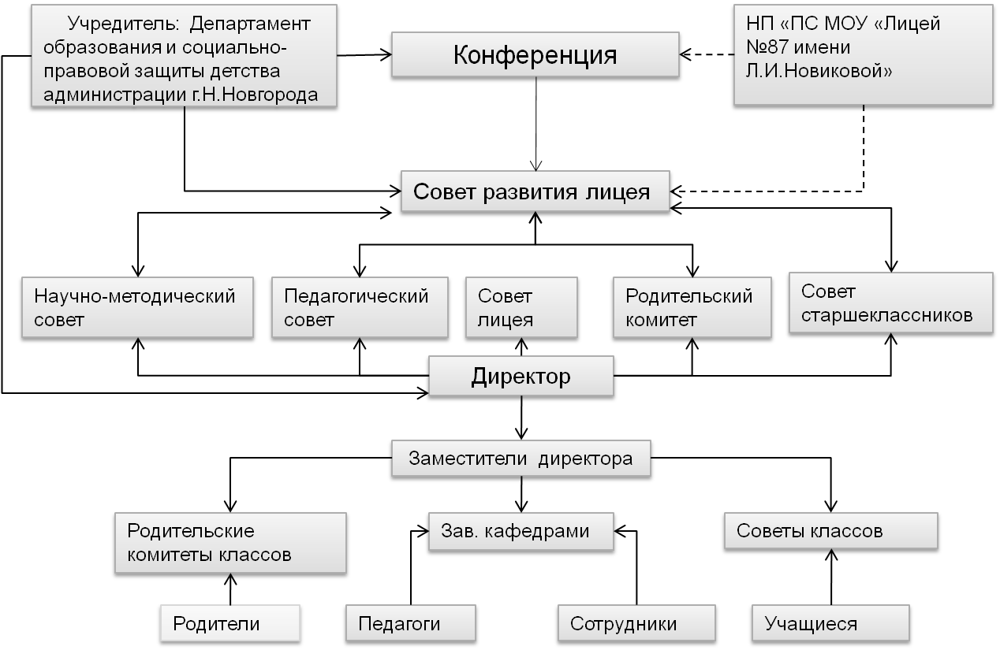 Учредитель: Департамент
образования и социально-
правовой защиты детства
администрации г.Н.Новгорода
Конференция
НП «ПС МОУ «Лицей
№87 имени
Л.И.Новиковой»
Совет развития лицея
Научно-методический
совет
Педагогический
совет
Совет
лицея
Родительский
комитет
Совет
старшеклассников
Директор
Заместители директора
Родительские
комитеты классов
Зав. кафедрами
Советы классов
Родители
Педагоги
Сотрудники
Учащиеся